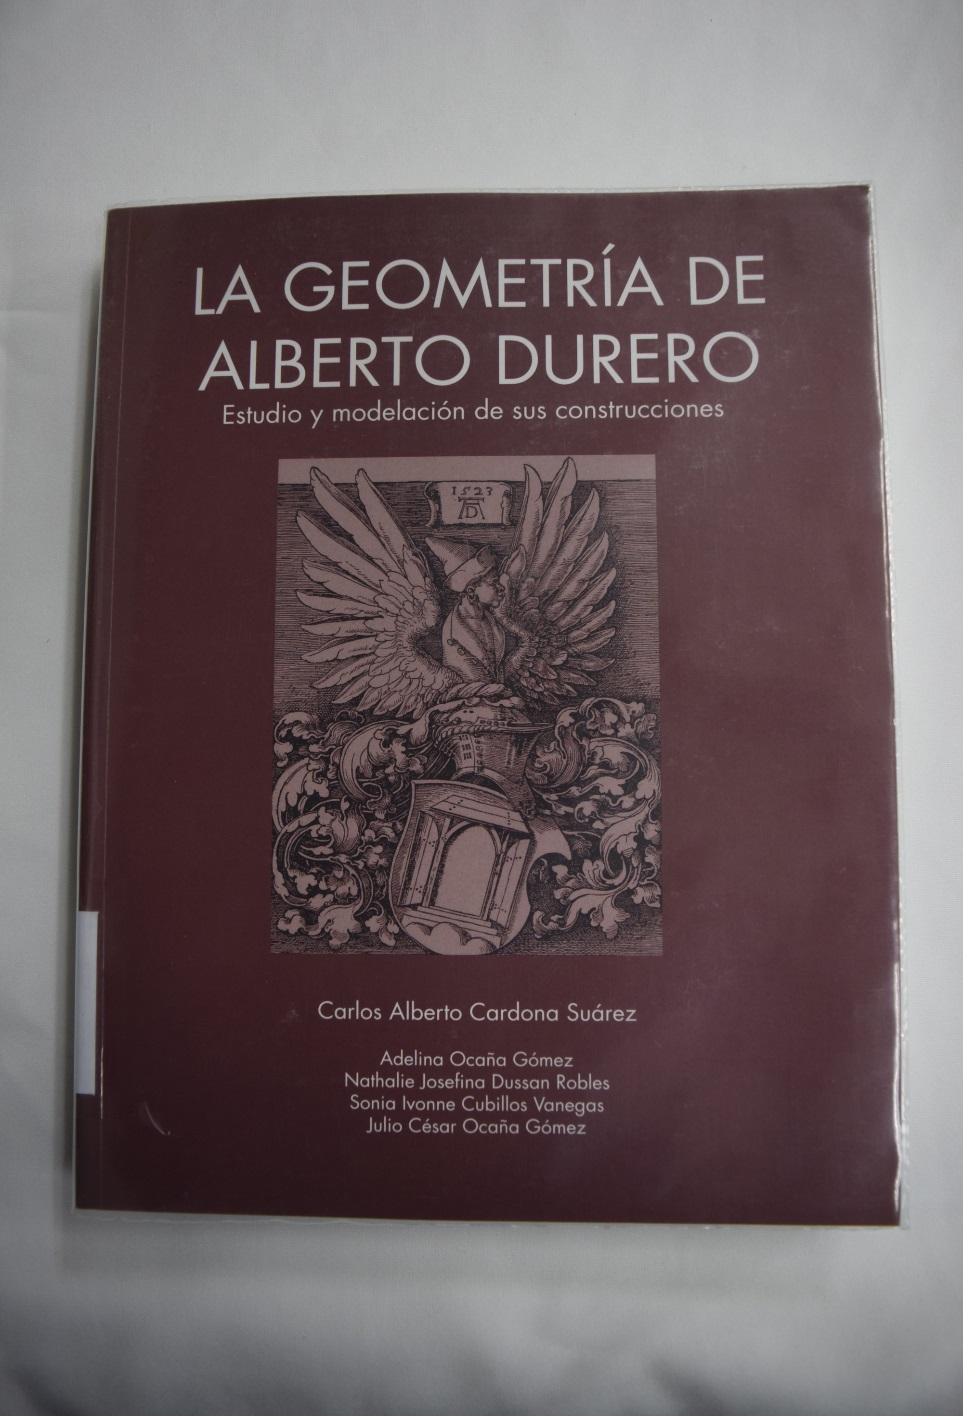 LA GEOMETRÍA DE
ALBERTO DURERO
Estudio y modelación de sus construcciones
1523
AD
Carlos Alberto Cardona Suárez
Adelina Ocaña Gómez
Nathalie Josefina Dussan Robles
Sonia Ivonne Cubillos Vanegas
Julio César Ocaña Gómez